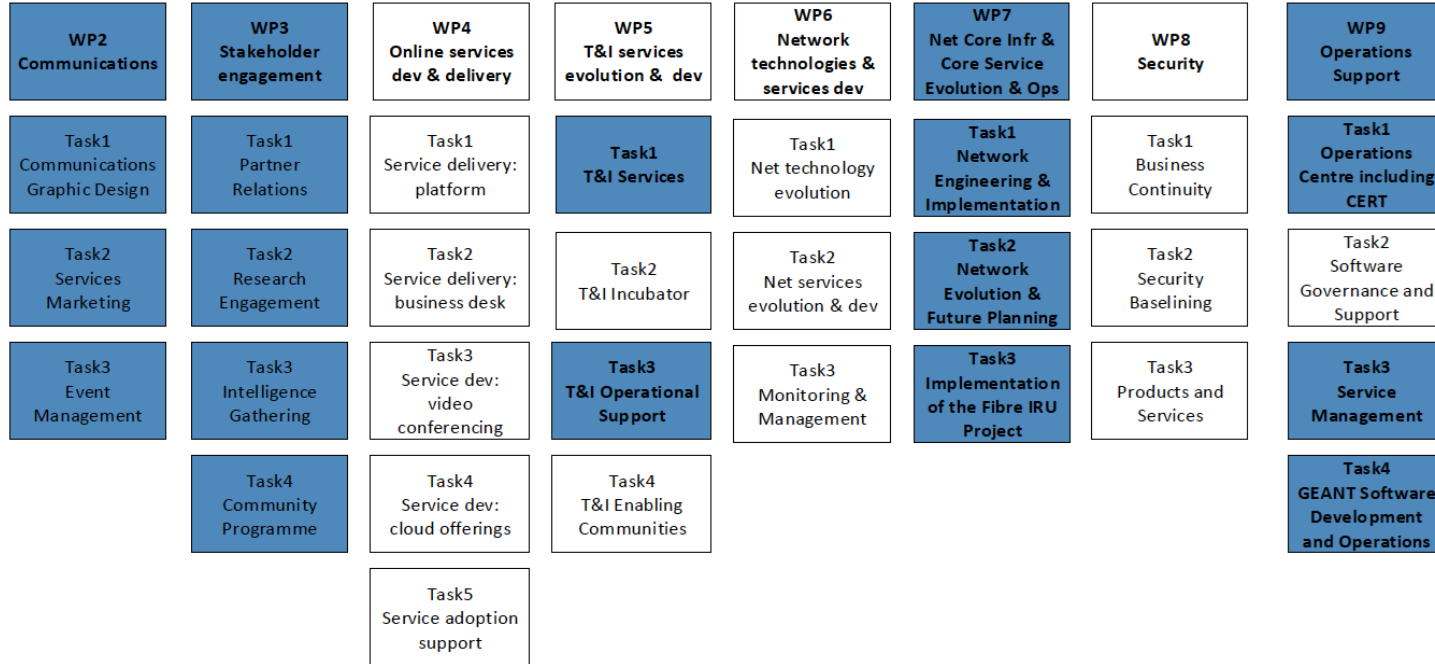 WP2
Communications
WP3
Stakeholder
engagement
WP4
Online services
dev & delivery
WP5
T&I services
evolution & dev
WP6
Network
technologies &
services dev
WP7
Net Core Infr &
Core Service
Evolution & Ops
WP8
Security
WP9
Operations
Support
Task1
Communications
Graphic Design
Task1
Partner
Relations
Task1
Service delivery:
platform
Task1
T&I Services
Task1
Net technology
evolution
Task1
Network
Engineering &
Implementation
Task1
Business
Continuity
Task1
Operations
Centre including
CERT
Task2
Services
Marketing
Task2
Research
Engagement
Task2
Service delivery:
business desk
Task2
T&I Incubator
Task2
Net services
evolution & dev
Task2
Network
Evolution &
Future Planning
Task2
Security
Baselining
Task2
Software
Governance and
Support
Task3
Event
Management
Task3
Intelligence
Gathering
Task3
Service dev:
video
conferencing
Task3
T&I Operational
Support
Task3
Monitoring &
Management
Task3
Implementation
of the Fibre IRU
Project
Task3
Products and
Services
Task3
Service
Management
Task4
Community
Programme
Task4
Service dev:
cloud offerings
Task4
T&I Enabling
Communities
Task4
GEANT Software
Development
and Operations
Task5
Service adoption
support